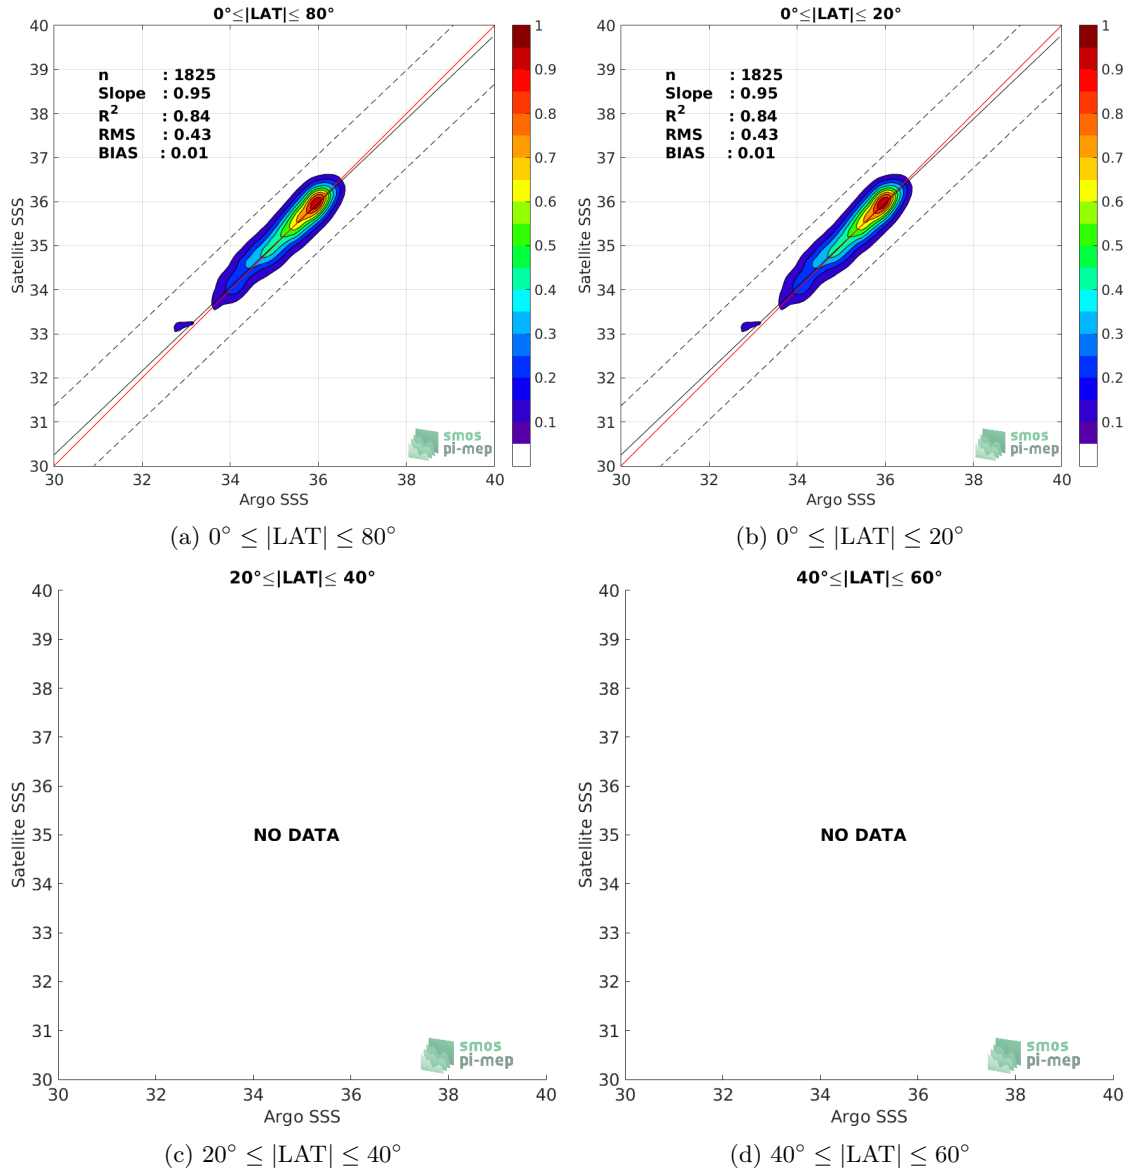 0°≤|LAT|≤ 80°
40
39
38
37
36
35
34
33
32
31
30
Satellite SSS
n : 1825
Slope : 0.95
R2 : 0.84
RMS : 0.43
BIAS : 0.01
smos
pi-mep
30 32 34 36 38 40
Argo SSS
1
0.9
0.8
0.7
0.6
0.5
0.4
0.3
0.2
0.1
(a) 0° ≤ |LAT| ≤ 80°
0°≤|LAT|≤ 20°
40
39
38
37
36
35
34
33
32
31
30
Satellite SSS
n : 1825
Slope : 0.95
R2 : 0.84
RMS : 0.43
BIAS : 0.01
smos
pi-mep
30 32 34 36 38 40
Argo SSS
1
0.9
0.8
0.7
0.6
0.5
0.4
0.3
0.2
0.1
(b) 0° ≤ |LAT| ≤ 20°
20°≤|LAT|≤ 40°
40
39
38
37
36
35
34
33
32
31
30
Satellite SSS
NO DATA
smos
pi-mep
30 32 34 36 38 40
Argo SSS
(c) 20° ≤ |LAT| ≤ 40°
40°≤|LAT|≤ 60°
40
39
38
37
36
35
34
33
32
31
30
Satellite SSS
NO DATA
smos
pi-mep
30 32 34 36 38 40
Argo SSS
(d) 40° ≤ |LAT| ≤ 60°